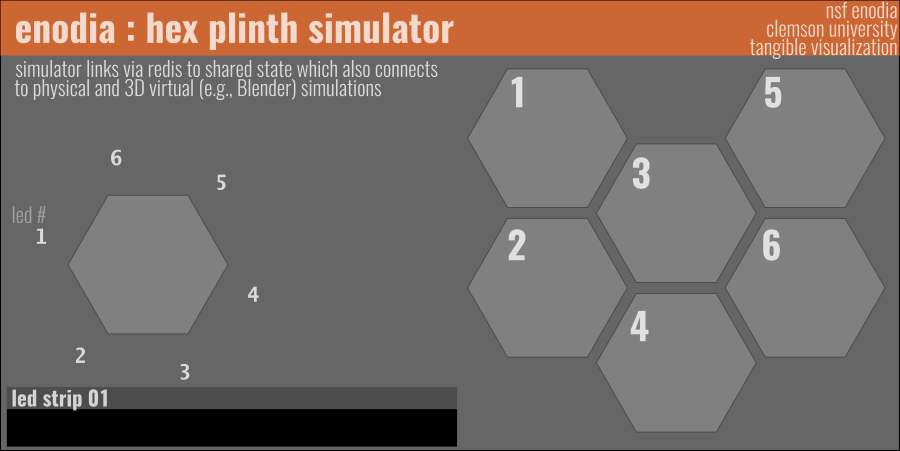 enodia : hex plinth simulator
nsf enodia
clemson university
tangible visualization
simulator links via redis to shared state which also connects
to physical and 3D virtual (e.g., Blender) simulations
6
5
led #
1
4
2
3
led strip 01
1
5
3
2
6
4